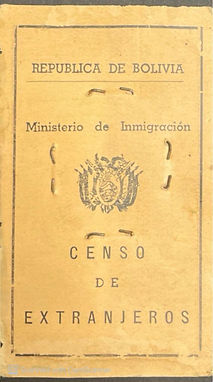 REPUBLICA DE BOLIVIA
Ministerio de Inmigración
CENSO
DE
EXTRANJEROS